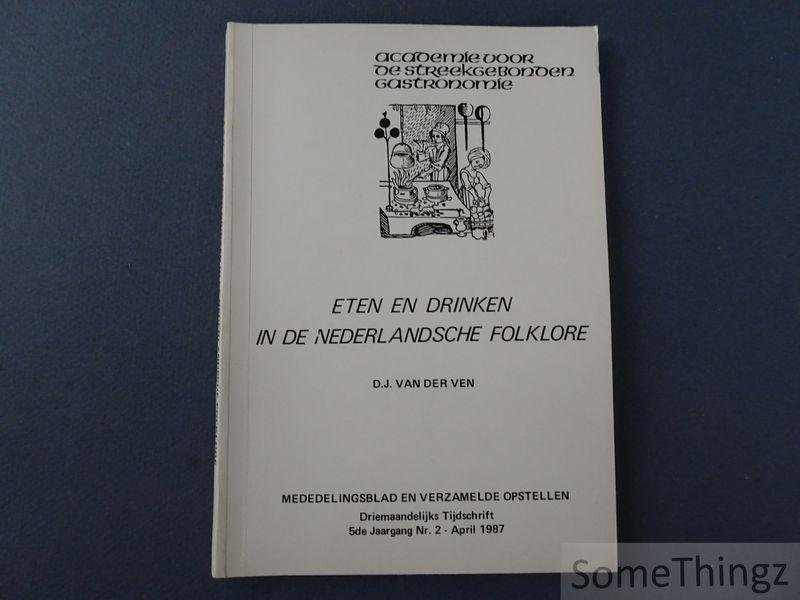 academie voor
de streekgebonden
gastronomie
ETEN EN DRINKEN
IN DE NEDERLANDSCHE FOLKLORE
D.J. VAN DER VEN
MEDEDELINGSBLAD EN VERZAMELDE OPSTELLEN
Driemaandelijks Tijdschrift
5de Jaargang Nr. 2 - April 1987
SomeThingz